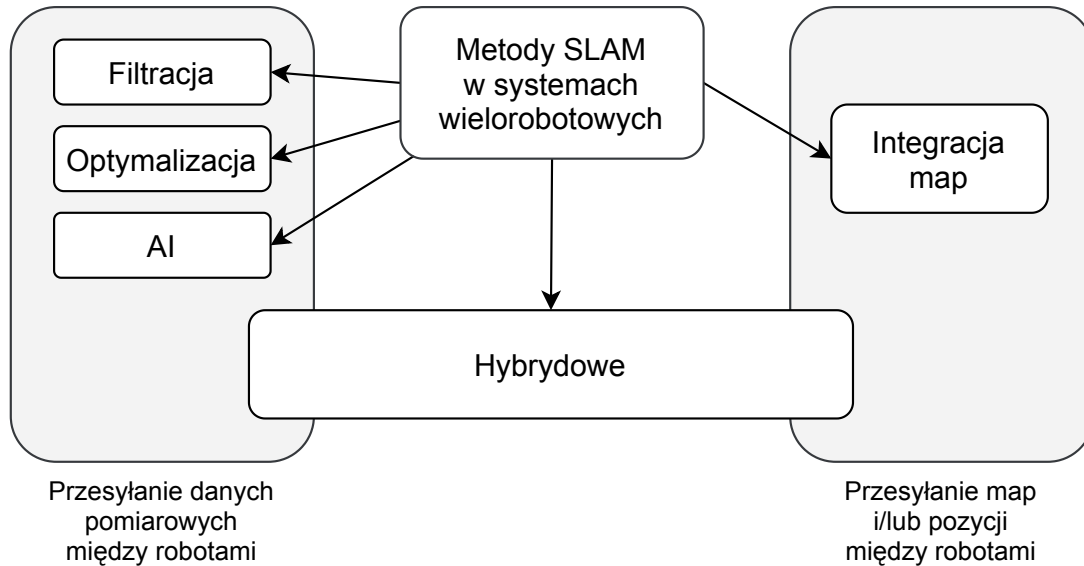 Metody SLAM
w systemach
wielorobotowych
Filtracja
Optymalizacja
AI
Integracja
map
Hybrydowe
Przesyłanie danych
pomiarowych
między robotami
Przesyłanie map
i/lub pozycji
między robotami